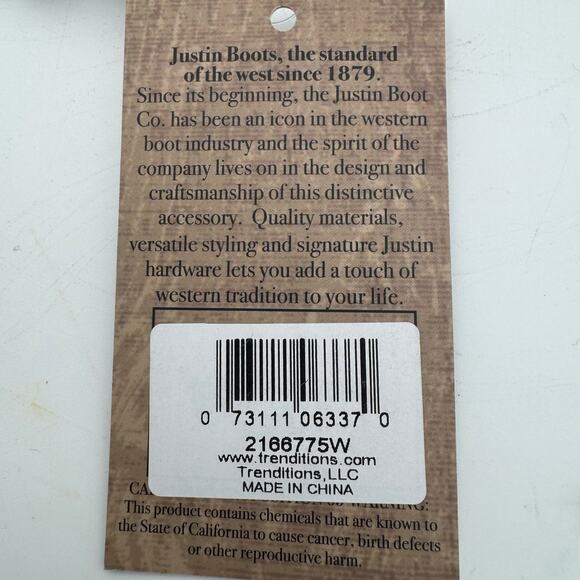 Justin Boots, the standard
of the west since 1879.
Since its beginning, the Justin Boot
Co. has been an icon in the western
boot industry and the spirit of the
company lives on in the design and
craftsmanship of this distinctive
accessory. Quality materials,
versatile styling and signature Justin
hardware lets you add a touch of
western tradition to your life.
0 73111 06337 0
2166775W
www.trenditions.com
Trenditions,LLC
MADE IN CHINA
WARNING:
This product contains chemicals that are known to
the State of California to cause cancer, birth defects
or other reproductive harm.